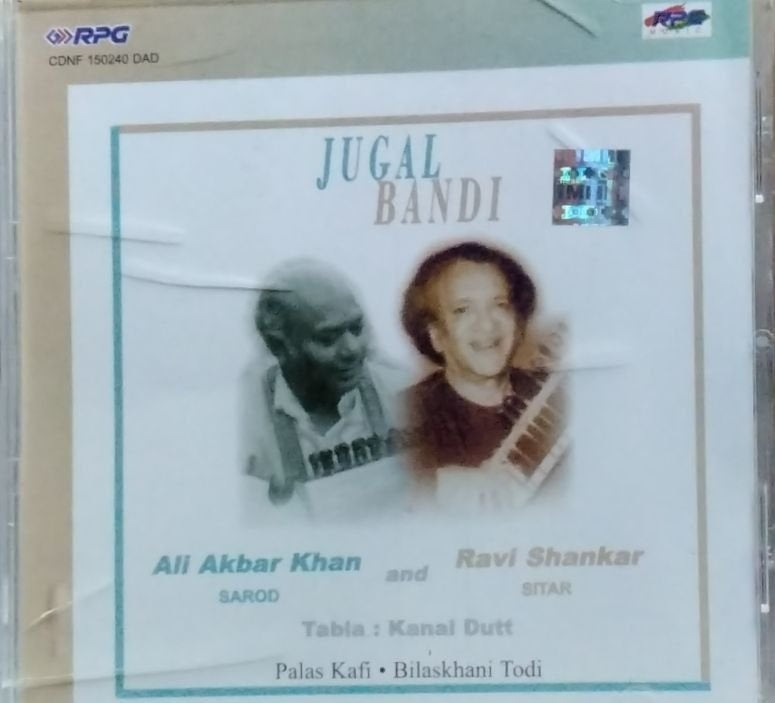 RPG
CDNF 150240 DAD
RPG
MUSIC
JUGAL
BANDI
Ali Akbar Khan and Ravi Shankar
SAROD SITAR
Tabla : Kanai Dutt
Palas Kafi • Bilaskhani Todi